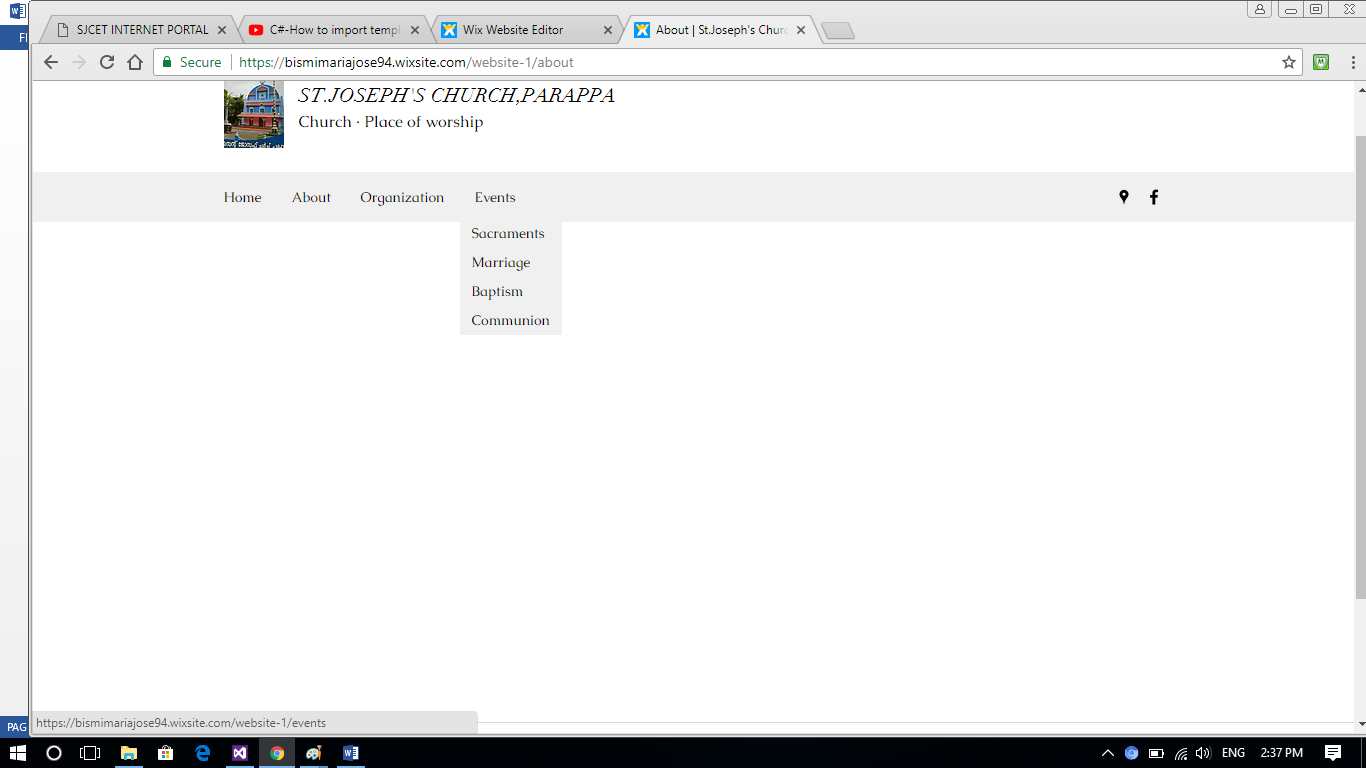 FI
SJCET INTERNET PORTAL
C#-How to import templ
Wix Website Editor
About | St.Joseph's Churc
Secure
https://bismimariajose94.wixsite.com/website-1/about
ST.JOSEPH'S CHURCH,PARAPPA
Church · Place of worship
Home About Organization Events
Sacraments
Marriage
Baptism
Communion
https://bismimariajose94.wixsite.com/website-1/events
PAG
ENG 2:37 PM